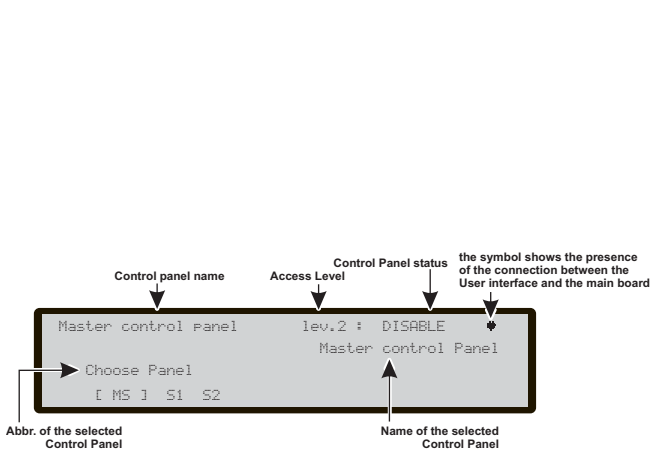 Control panel name
Access Level
Control Panel status
the symbol shows the presence
of the connection between the
User interface and the main board
Master control panel lev.2 : DISABLE
Master control Panel
Choose Panel
[ MS ] S1 S2
Abbr. of the selected
Control Panel
Name of the selected
Control Panel